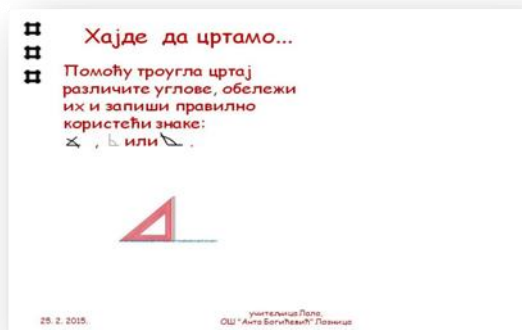 Хајде да цртамо...
Помоћу троугла цртај
различите углове, обележи
их и запиши правилно
користећи знаке:
∡ , ⊾ или .
25. 2. 2015.
учитељица Лела,
ОШ "Анта Богићевић" Лозница